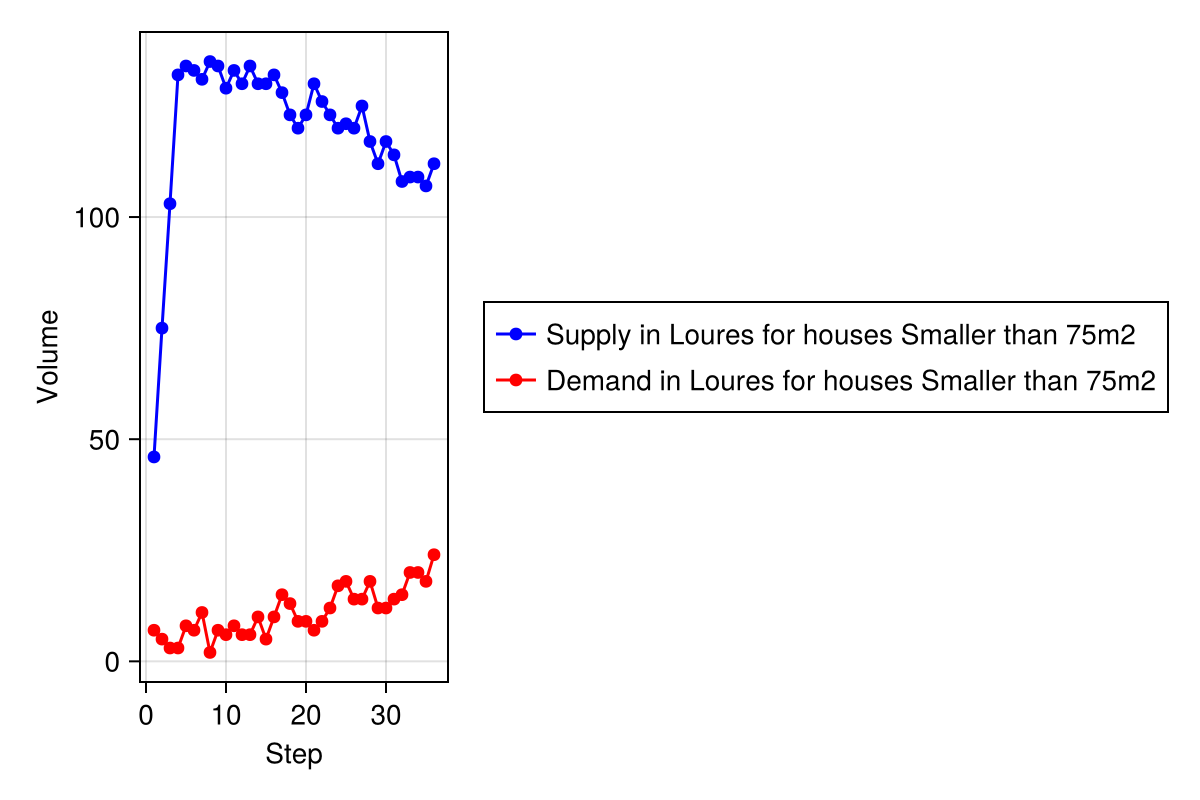 100
50
0
Volume
0 10 20 30
Step
Supply in Loures for houses Smaller than 75m2
Demand in Loures for houses Smaller than 75m2